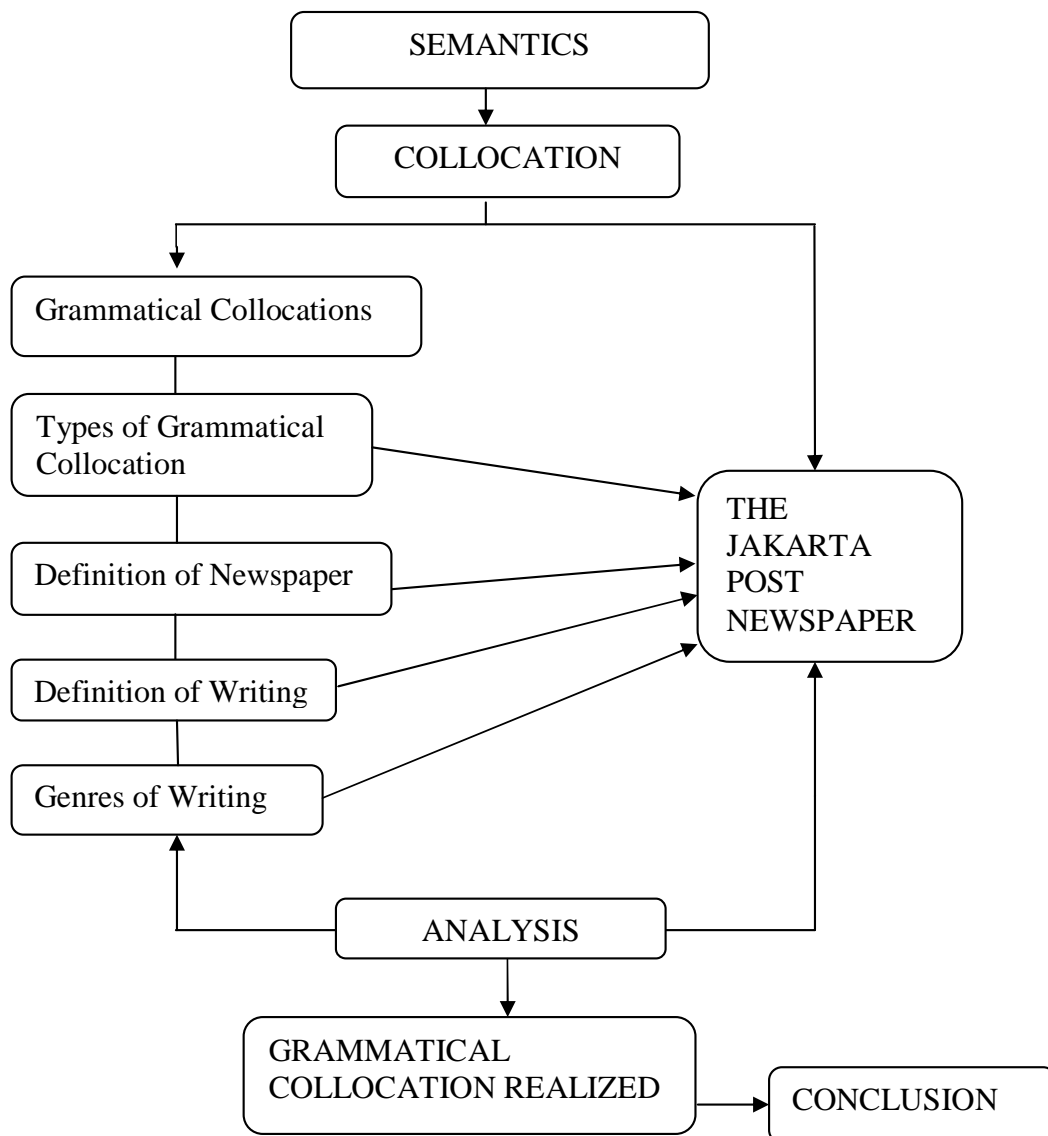 SEMANTICS
COLLOCATION
Grammatical Collocations
Types of Grammatical
Collocation
Definition of Newspaper
Definition of Writing
Genres of Writing
THE
JAKARTA
POST
NEWSPAPER
ANALYSIS
GRAMMATICAL
COLLOCATION REALIZED
CONCLUSION